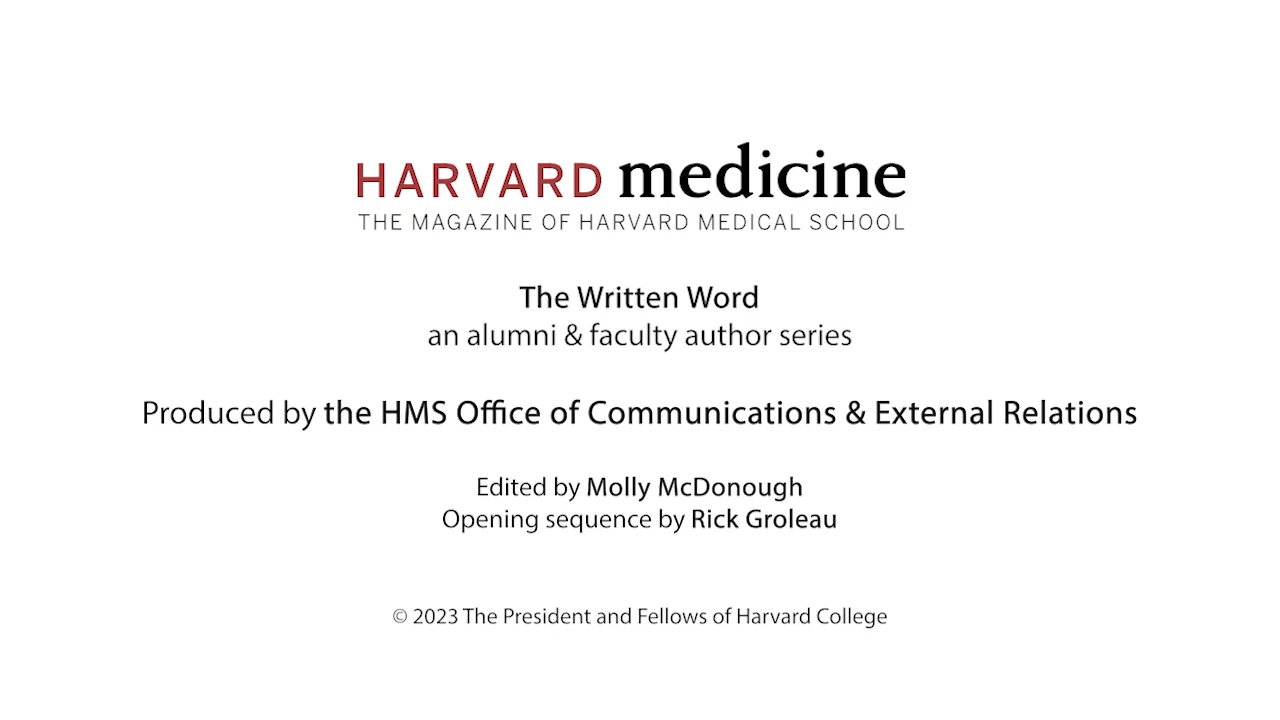 HARVARD medicine
THE MAGAZINE OF HARVARD MEDICAL SCHOOL
The Written Word
an alumni & faculty author series
Produced by the HMS Office of Communications & External Relations
Edited by Molly McDonough
Opening sequence by Rick Groleau
© 2023 The President and Fellows of Harvard College